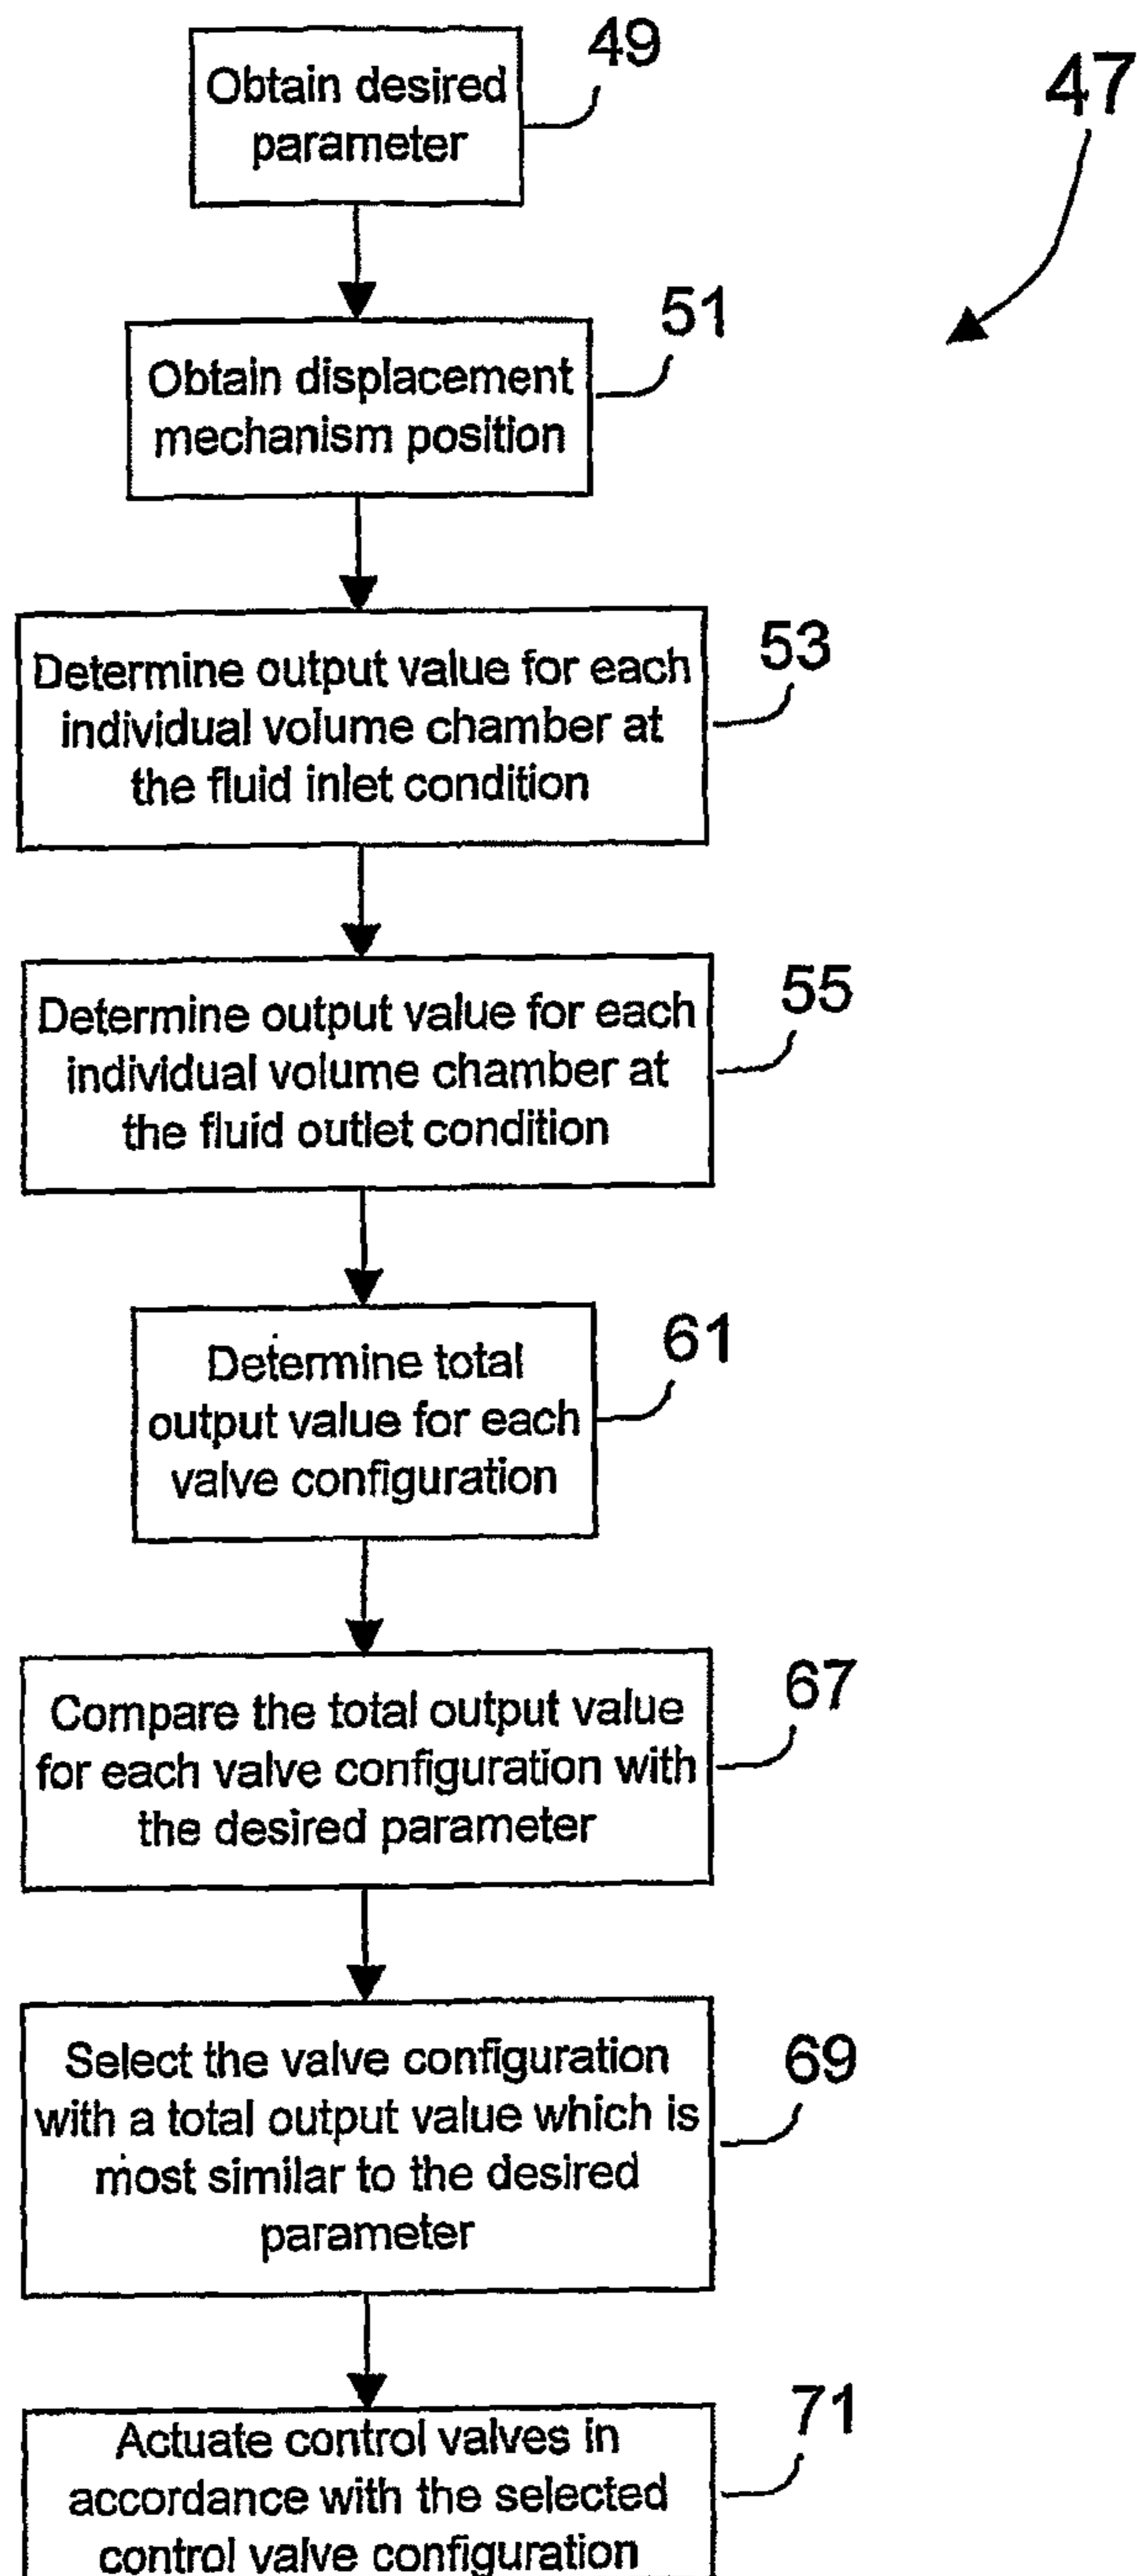 49
47
Obtain desired
parameter
51
Obtain displacement
mechanism position
53
Determine output value for each
individual volume chamber at
the fluid inlet condition
55
Determine output value for each
individual volume chamber at
the fluid outlet condition
61
Determine total
output value for each
valve configuration
67
Compare the total output value
for each valve configuration with
the desired parameter
69
Select the valve configuration
with a total output value which is
most similar to the desired
parameter
71
Actuate control valves in
accordance with the selected
control valve configuration